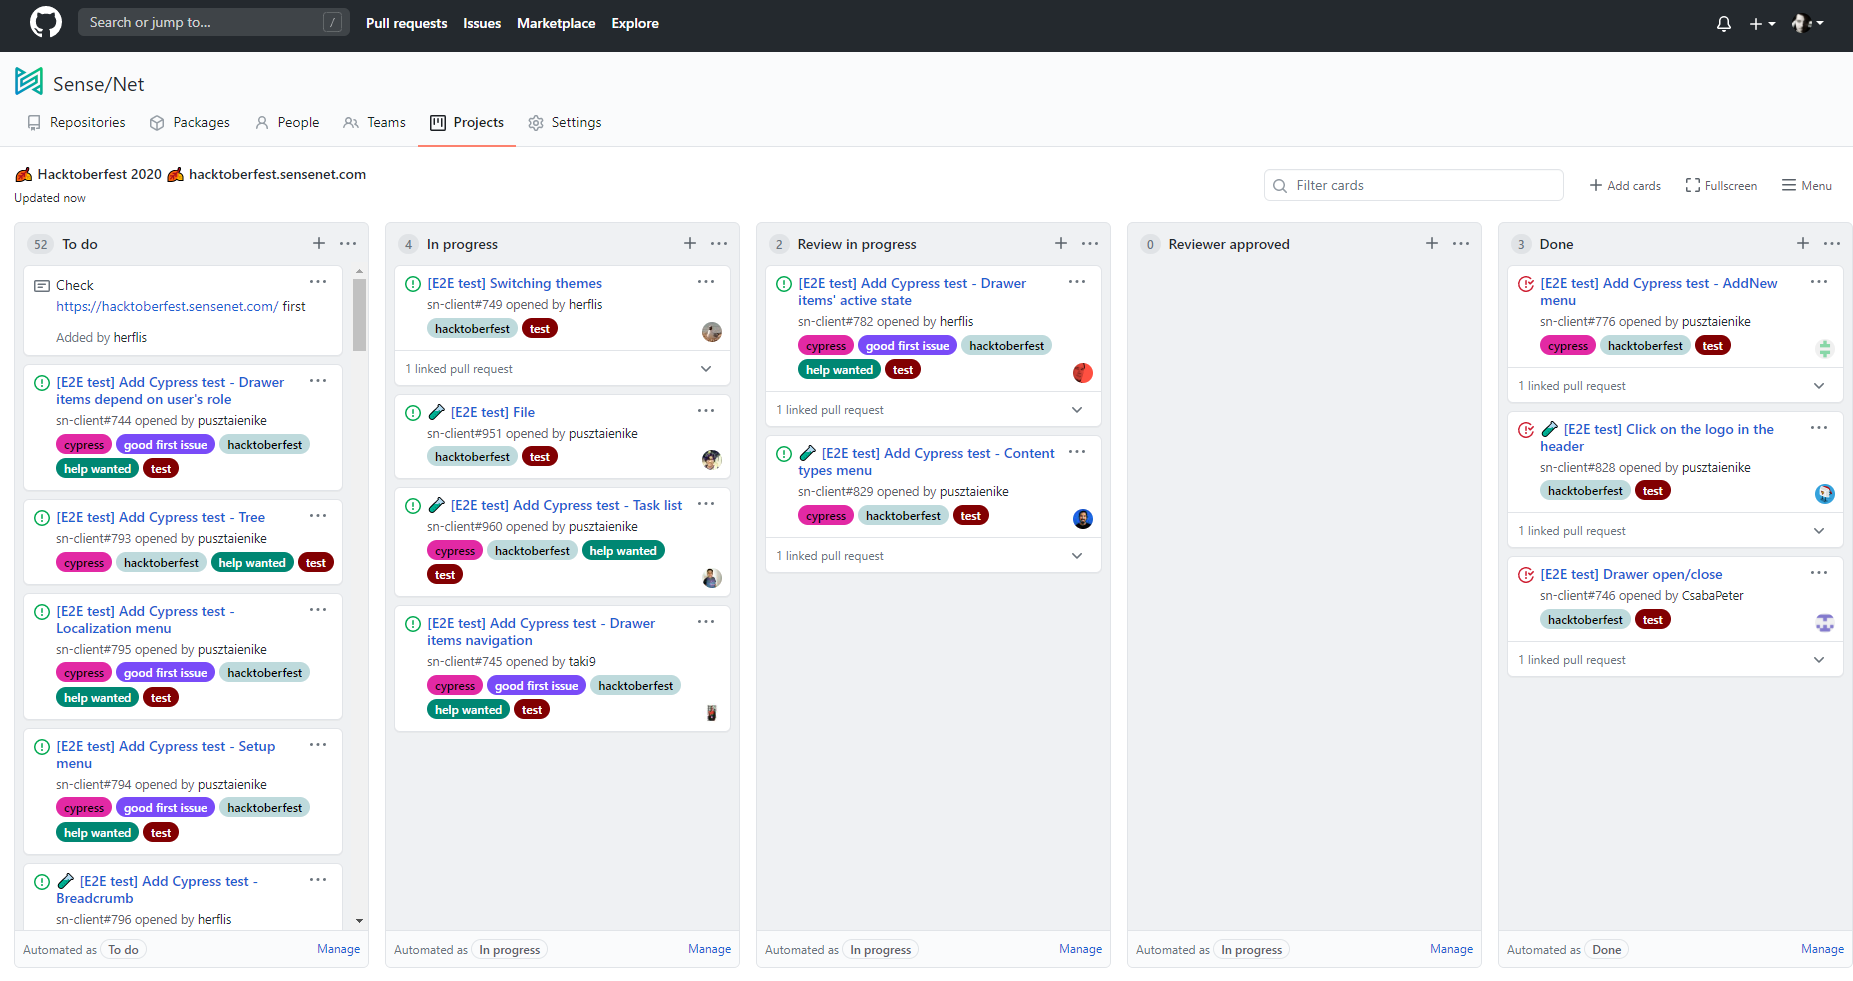 Search or jump to...
/
Pull requests
Issues
Marketplace
Explore
Sense/Net
Repositories
Packages
People
Teams
Projects
Settings
Hacktoberfest 2020 hacktoberfest.sensenet.com
Updated now
Filter cards
Add cards
Fullscreen
Menu
52 To do
Check
https://hacktoberfest.sensenet.com/ first
Added by herflis
[E2E test] Add Cypress test - Drawer
items depend on user's role
sn-client#744 opened by pusztaienike
cypress good first issue hacktoberfest
help wanted test
[E2E test] Add Cypress test - Tree
sn-client#793 opened by pusztaienike
cypress hacktoberfest help wanted test
[E2E test] Add Cypress test -
Localization menu
sn-client#795 opened by pusztaienike
cypress good first issue hacktoberfest
help wanted test
[E2E test] Add Cypress test - Setup
menu
sn-client#794 opened by pusztaienike
cypress good first issue hacktoberfest
help wanted test
[E2E test] Add Cypress test -
Breadcrumb
sn-client#796 opened by herflis
Automated as To do
Manage
4 In progress
[E2E test] Switching themes
sn-client#749 opened by herflis
hacktoberfest test
1 linked pull request
[E2E test] File
sn-client#951 opened by pusztaienike
hacktoberfest test
[E2E test] Add Cypress test - Task list
sn-client#960 opened by pusztaienike
cypress hacktoberfest help wanted
test
[E2E test] Add Cypress test - Drawer
items navigation
sn-client#745 opened by taki9
cypress good first issue hacktoberfest
help wanted test
Automated as In progress
Manage
2 Review in progress
[E2E test] Add Cypress test - Drawer
items' active state
sn-client#782 opened by herflis
cypress good first issue hacktoberfest
help wanted test
1 linked pull request
[E2E test] Add Cypress test - Content
types menu
sn-client#829 opened by pusztaienike
cypress hacktoberfest test
1 linked pull request
Automated as In progress
Manage
0 Reviewer approved
Automated as In progress
Manage
3 Done
[E2E test] Add Cypress test - AddNew
menu
sn-client#776 opened by pusztaienike
cypress hacktoberfest test
1 linked pull request
[E2E test] Click on the logo in the
header
sn-client#828 opened by pusztaienike
hacktoberfest test
1 linked pull request
[E2E test] Drawer open/close
sn-client#746 opened by CsabaPeter
hacktoberfest test
1 linked pull request
Automated as Done
Manage